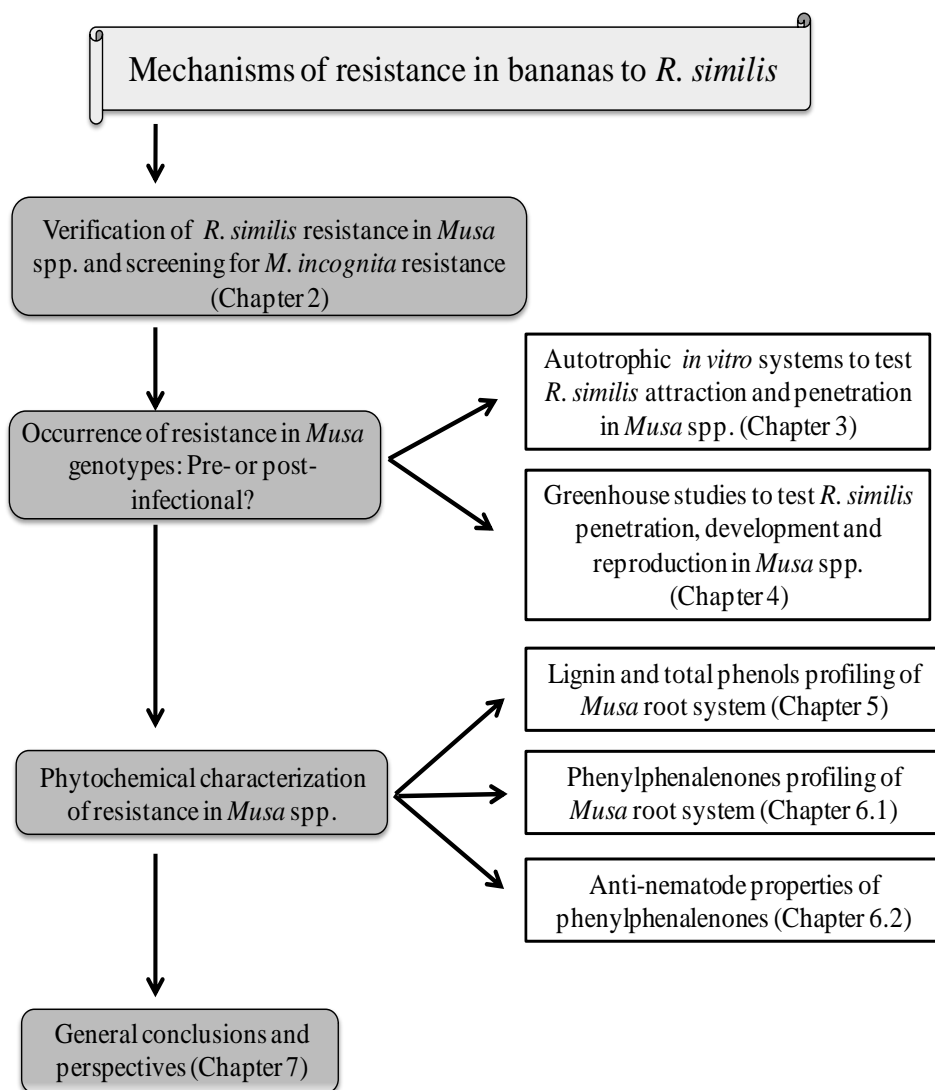 Mechanisms of resistance in bananas to R. similis
Verification of R. similis resistance in Musa
spp. and screening for M. incognita resistance
(Chapter 2)
Occurrence of resistance in Musa
genotypes: Pre- or post-
infectional?
Autotrophic in vitro systems to test
R. similis attraction and penetration
in Musa spp. (Chapter 3)
Greenhouse studies to test R. similis
penetration, development and
reproduction in Musa spp.
(Chapter 4)
Phytochemical characterization
of resistance in Musa spp.
Lignin and total phenols profiling of
Musa root system (Chapter 5)
Phenylphenalenones profiling of
Musa root system (Chapter 6.1)
Anti-nematode properties of
phenylphenalenones (Chapter 6.2)
General conclusions and
perspectives (Chapter 7)